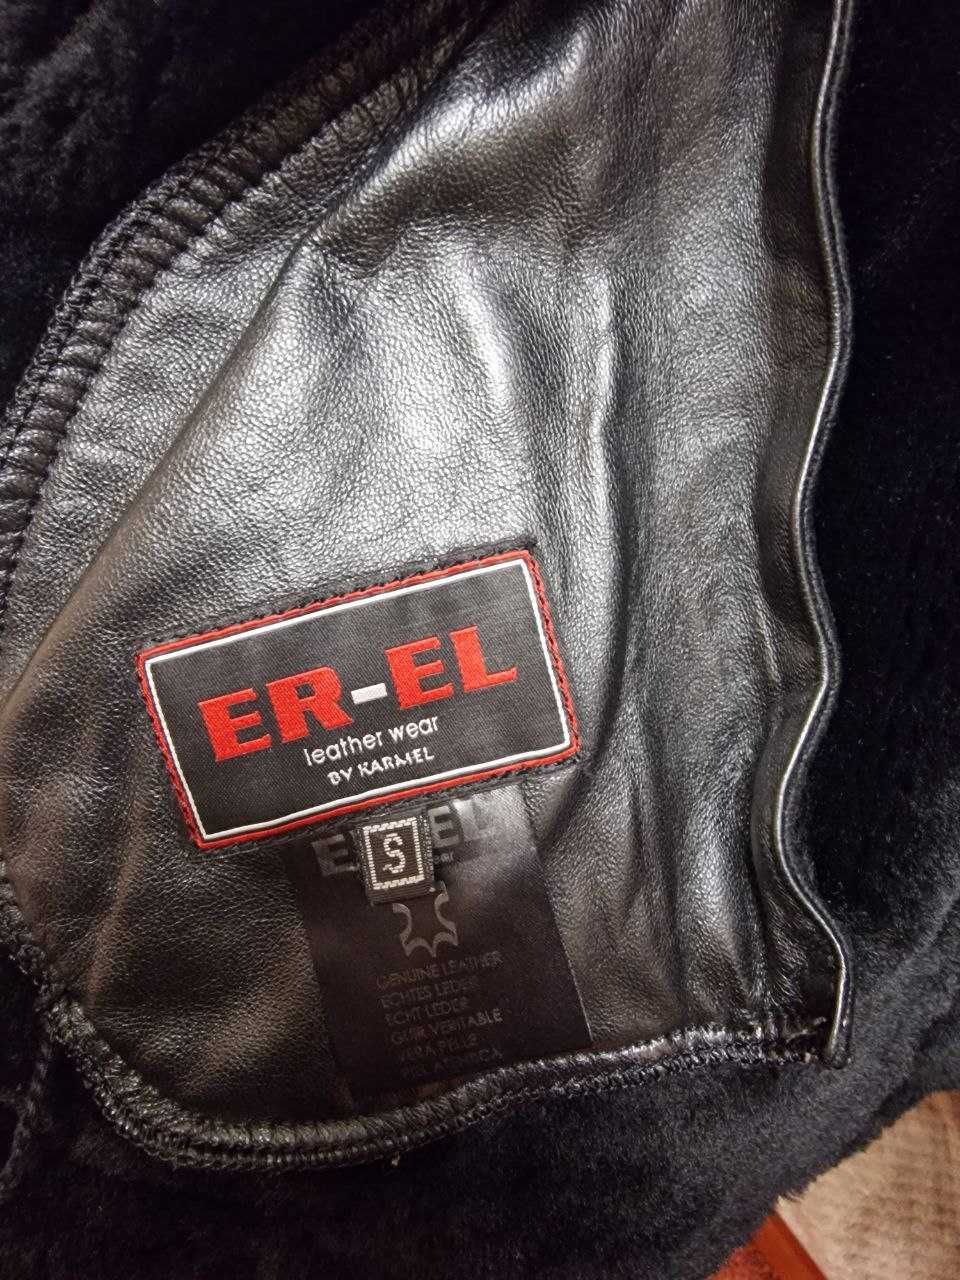 ER-EL
leather wear
BY KARMEL
S
GENUINE LEATHER
ECHTES LEDER
ECHT LEDER
CUIR VERITABLE
VERA PELLE